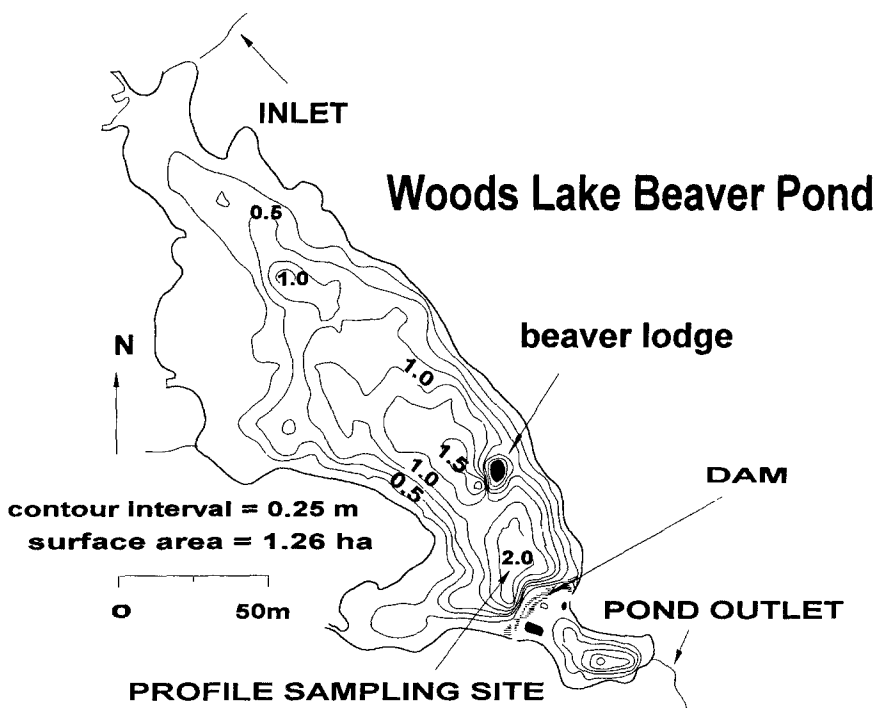 INLET
Woods Lake Beaver Pond
0.5
1.0
N
beaver lodge
1.0
1.5
1.0
0.5
DAM
contour interval = 0.25 m
surface area = 1.26 ha
2.0
0 50m
POND OUTLET
PROFILE SAMPLING SITE